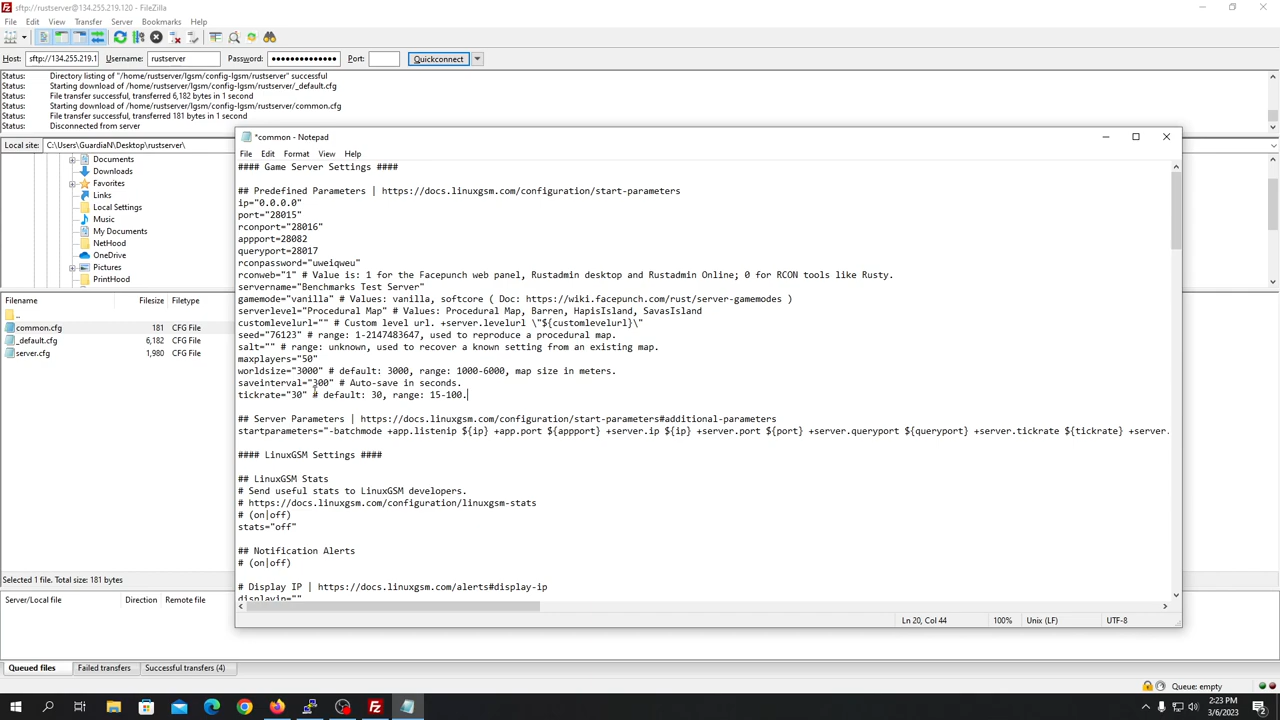 sftp://rustserver@134.255.219.120 - FileZilla
File Edit View Transfer Server Bookmarks Help
Host: sftp://134.255.219.1 Username: rustserver Password: •••••••••••••• Port: Quickconnect
Status: Directory listing of "/home/rustserver/lgsm/config-lgsm/rustserver" successful
Status: Starting download of /home/rustserver/lgsm/config-lgsm/rustserver/_default.cfg
Status: File transfer successful, transferred 6,182 bytes in 1 second
Status: Starting download of /home/rustserver/lgsm/config-lgsm/rustserver/common.cfg
Status: File transfer successful, transferred 181 bytes in 1 second
Status: Disconnected from server
Local site: C:\Users\GuardiaN\Desktop\rustserver\
Documents
Downloads
Favorites
Links
Local Settings
Music
My Documents
NetHood
OneDrive
Pictures
PrintHood
Filename Filesize Filetype
..
common.cfg 181 CFG File
_default.cfg 6,182 CFG File
server.cfg 1,980 CFG File
Selected 1 file. Total size: 181 bytes
Server/Local file Direction Remote file
Queued files Failed transfers Successful transfers (4)
Queue: empty
*common - Notepad
File Edit Format View Help
#### Game Server Settings ####
## Predefined Parameters | https://docs.linuxgsm.com/configuration/start-parameters
ip="0.0.0.0"
port="28015"
rconport="28016"
appport=28082
queryport=28017
rconpassword="uweiqweu"
rconweb="1" # Value is: 1 for the Facepunch web panel, Rustadmin desktop and Rustadmin Online; 0 for RCON tools like Rusty.
servername="Benchmarks Test Server"
gamemode="vanilla" # Values: vanilla, softcore ( Doc: https://wiki.facepunch.com/rust/server-gamemodes )
serverlevel="Procedural Map" # Values: Procedural Map, Barren, HapisIsland, SavasIsland
customlevelurl="" # Custom level url. +server.levelurl \"${customlevelurl}\"
seed="76123" # range: 1-2147483647, used to reproduce a procedural map.
salt="" # range: unknown, used to recover a known setting from an existing map.
maxplayers="50"
worldsize="3000" # default: 3000, range: 1000-6000, map size in meters.
saveinterval="300" # Auto-save in seconds.
tickrate="30" # default: 30, range: 15-100.
## Server Parameters | https://docs.linuxgsm.com/configuration/start-parameters#additional-parameters
startparameters="-batchmode +app.listenip ${ip} +app.port ${appport} +server.ip ${ip} +server.port ${port} +server.queryport ${queryport} +server.tickrate ${tickrate} +server.
#### LinuxGSM Settings ####
## LinuxGSM Stats
# Send useful stats to LinuxGSM developers.
# https://docs.linuxgsm.com/configuration/linuxgsm-stats
# (on|off)
stats="off"
## Notification Alerts
# (on|off)
# Display IP | https://docs.linuxgsm.com/alerts#display-ip
displayip=""
Ln 20, Col 44 100% Unix (LF) UTF-8
2:23 PM
3/6/2023
2